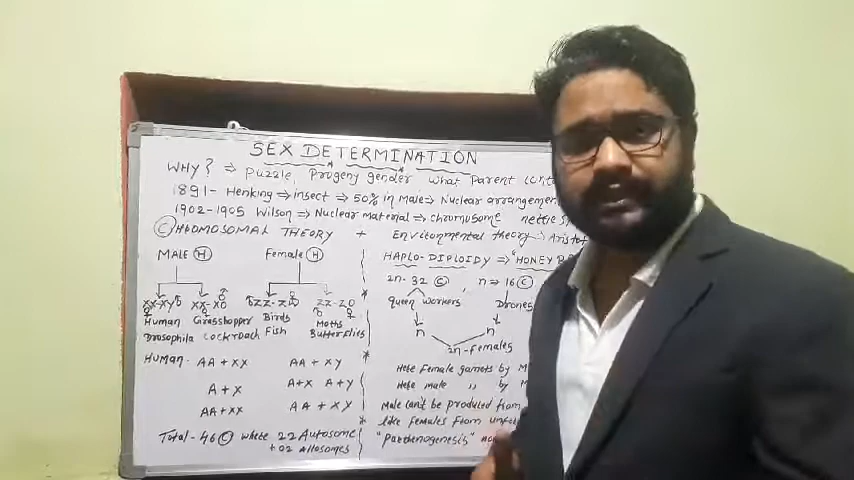 SEX DETERMINATION
WHY? ⇒ Puzzle, Progeny gender what Parent
1891- Henking ⇒ insect ⇒ 50% in male ⇒ Nuclear arrangement
1902-1905 Wilson ⇒ Nuclear material ⇒ chromosome nettie
CHROMOSOMAL THEORY + Environmental theory :-
MALE (H) Female (H)
XX-XY XX-XO ZZ-ZW ZZ-ZO
Human Grasshopper Birds Moths
Drosophila Cockroach Fish Butterflies
HUMAN- AA + XY AA + XY
A + X A+X A+Y
AA + XX AA + XY
Total-46 C where 22 Autosome
+02 Allosomes
HAPLO-DIPLOIDY ⇒ "HONEY
2n-32 C, n ⇒ 16 C
Queen Workers Drones
n n
2n-Females
Here Female gamets by
Here male ,, by
Male can't be produced from
like Females from
"Parthenogenesis"